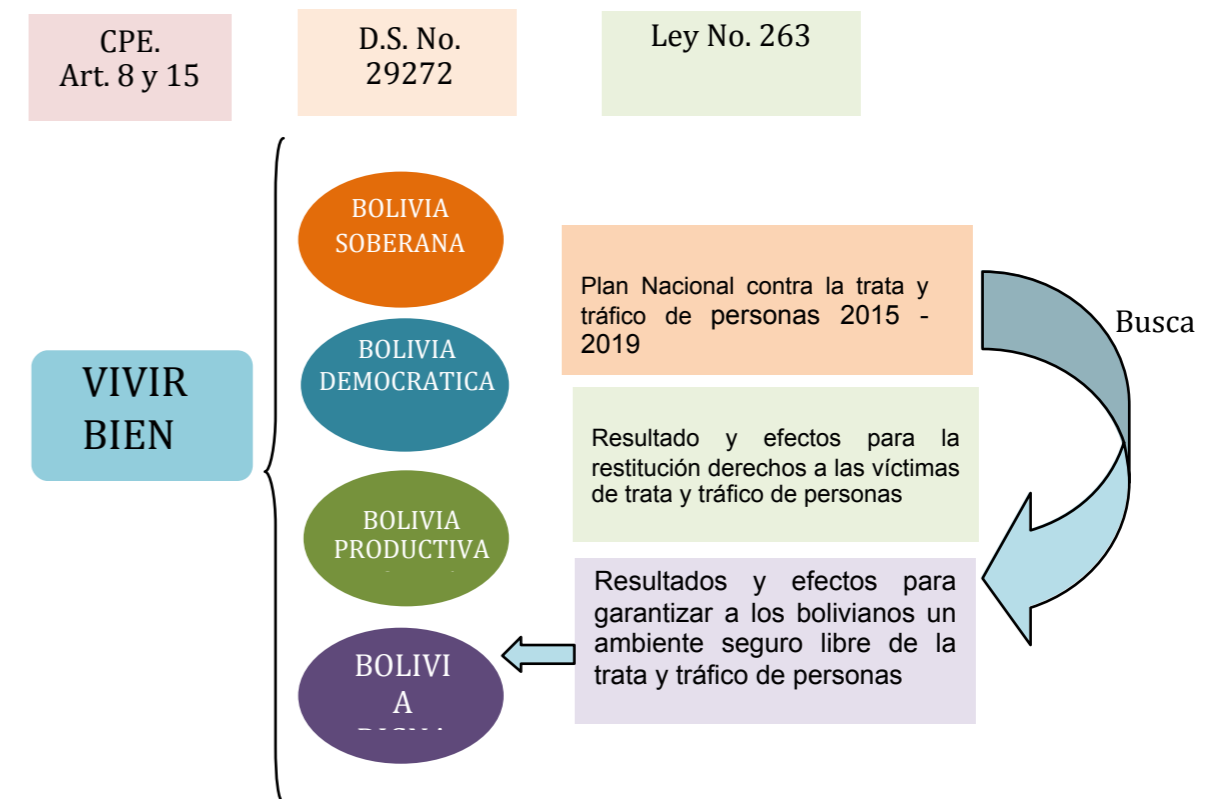 CPE.
Art. 8 y 15
D.S. No.
29272
Ley No. 263
VIVIR
BIEN
BOLIVIA
SOBERANA
BOLIVIA
DEMOCRATICA
BOLIVIA
PRODUCTIVA
BOLIVI
A
Plan Nacional contra la trata y
tráfico de personas 2015 -
2019
Resultado y efectos para la
restitución derechos a las víctimas
de trata y tráfico de personas
Resultados y efectos para
garantizar a los bolivianos un
ambiente seguro libre de la
trata y tráfico de personas
Busca